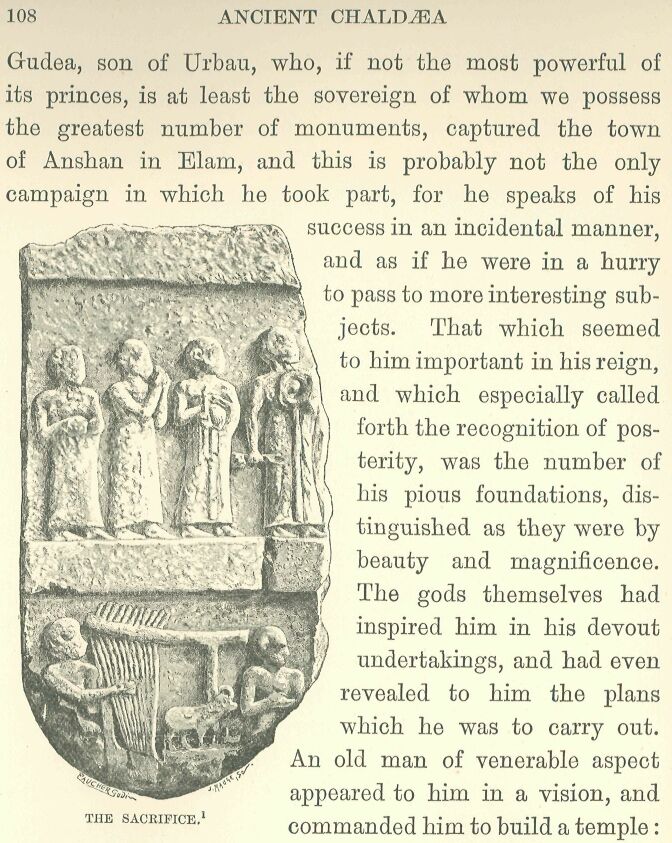 108 ANCIENT CHALDÆA
Gudea, son of Urbau, who, if not the most powerful of
its princes, is at least the sovereign of whom we possess
the greatest number of monuments, captured the town
of Anshan in Elam, and this is probably not the only
campaign in which he took part, for he speaks of his
success in an incidental manner,
and as if he were in a hurry
to pass to more interesting sub-
jects. That which seemed
to him important in his reign,
and which especially called
forth the recognition of pos-
terity, was the number of
his pious foundations, dis-
tinguished as they were by
beauty and magnificence.
The gods themselves had
inspired him in his devout
undertakings, and had even
revealed to him the plans
which he was to carry out.
An old man of venerable aspect
appeared to him in a vision, and
commanded him to build a temple :
FAUCHER Gudin
THE SACRIFICE.¹